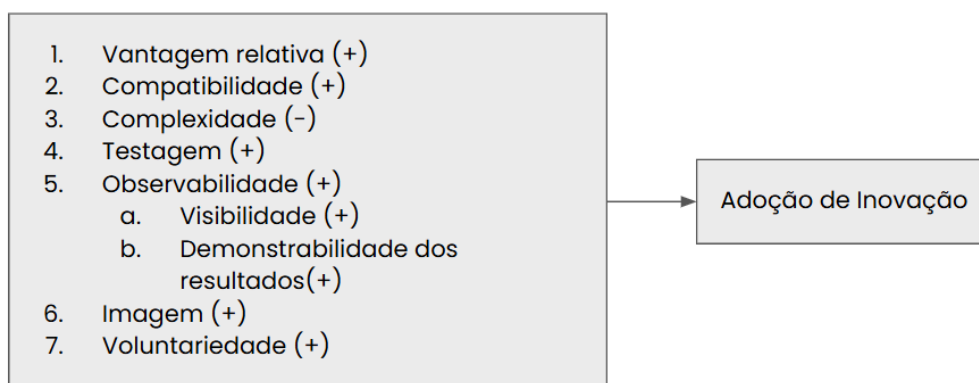 1. Vantagem relativa (+)
2. Compatibilidade (+)
3. Complexidade (-)
4. Testagem (+)
5. Observabilidade (+)
a. Visibilidade (+)
b. Demonstrabilidade dos
resultados(+)
6. Imagem (+)
7. Voluntariedade (+)
Adoção de Inovação